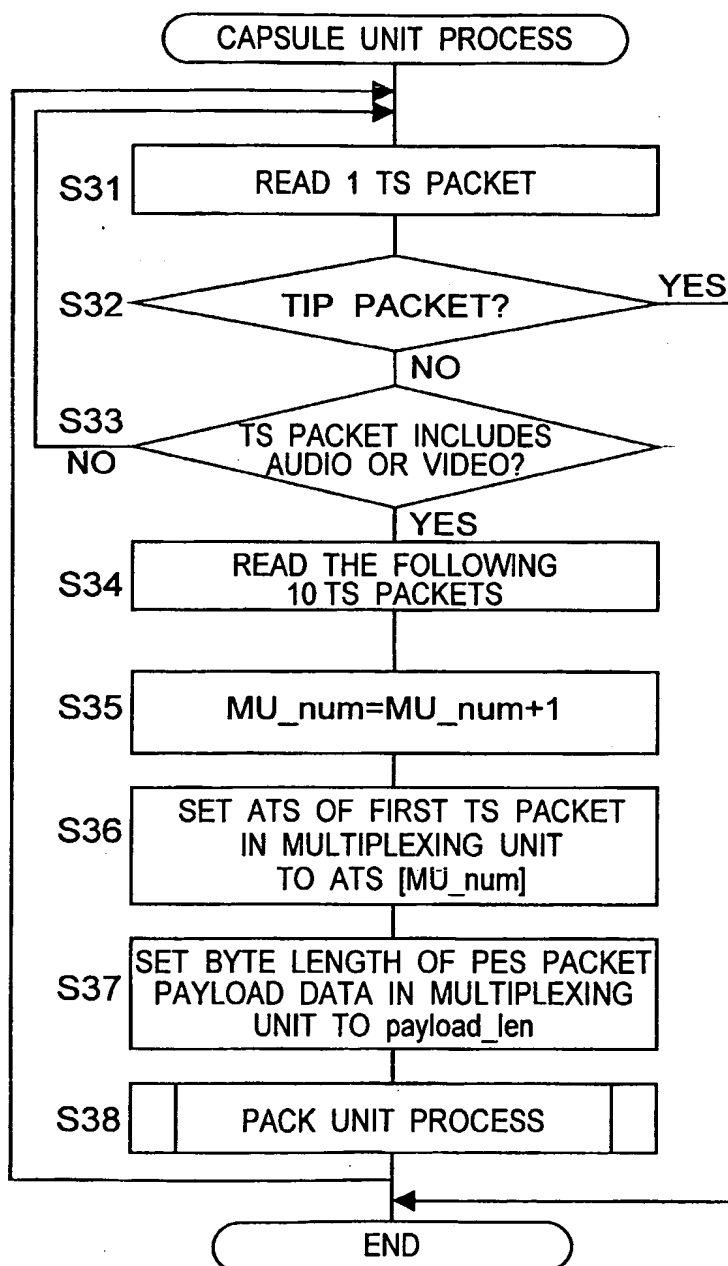 CAPSULE UNIT PROCESS
S31
READ 1 TS PACKET
S32
TIP PACKET?
YES
NO
S33
NO
TS PACKET INCLUDES
AUDIO OR VIDEO?
YES
S34
READ THE FOLLOWING
10 TS PACKETS
S35
MU_num=MU_num+1
S36
SET ATS OF FIRST TS PACKET
IN MULTIPLEXING UNIT
TO ATS [MU_num]
S37
SET BYTE LENGTH OF PES PACKET
PAYLOAD DATA IN MULTIPLEXING
UNIT TO payload_len
S38
PACK UNIT PROCESS
END